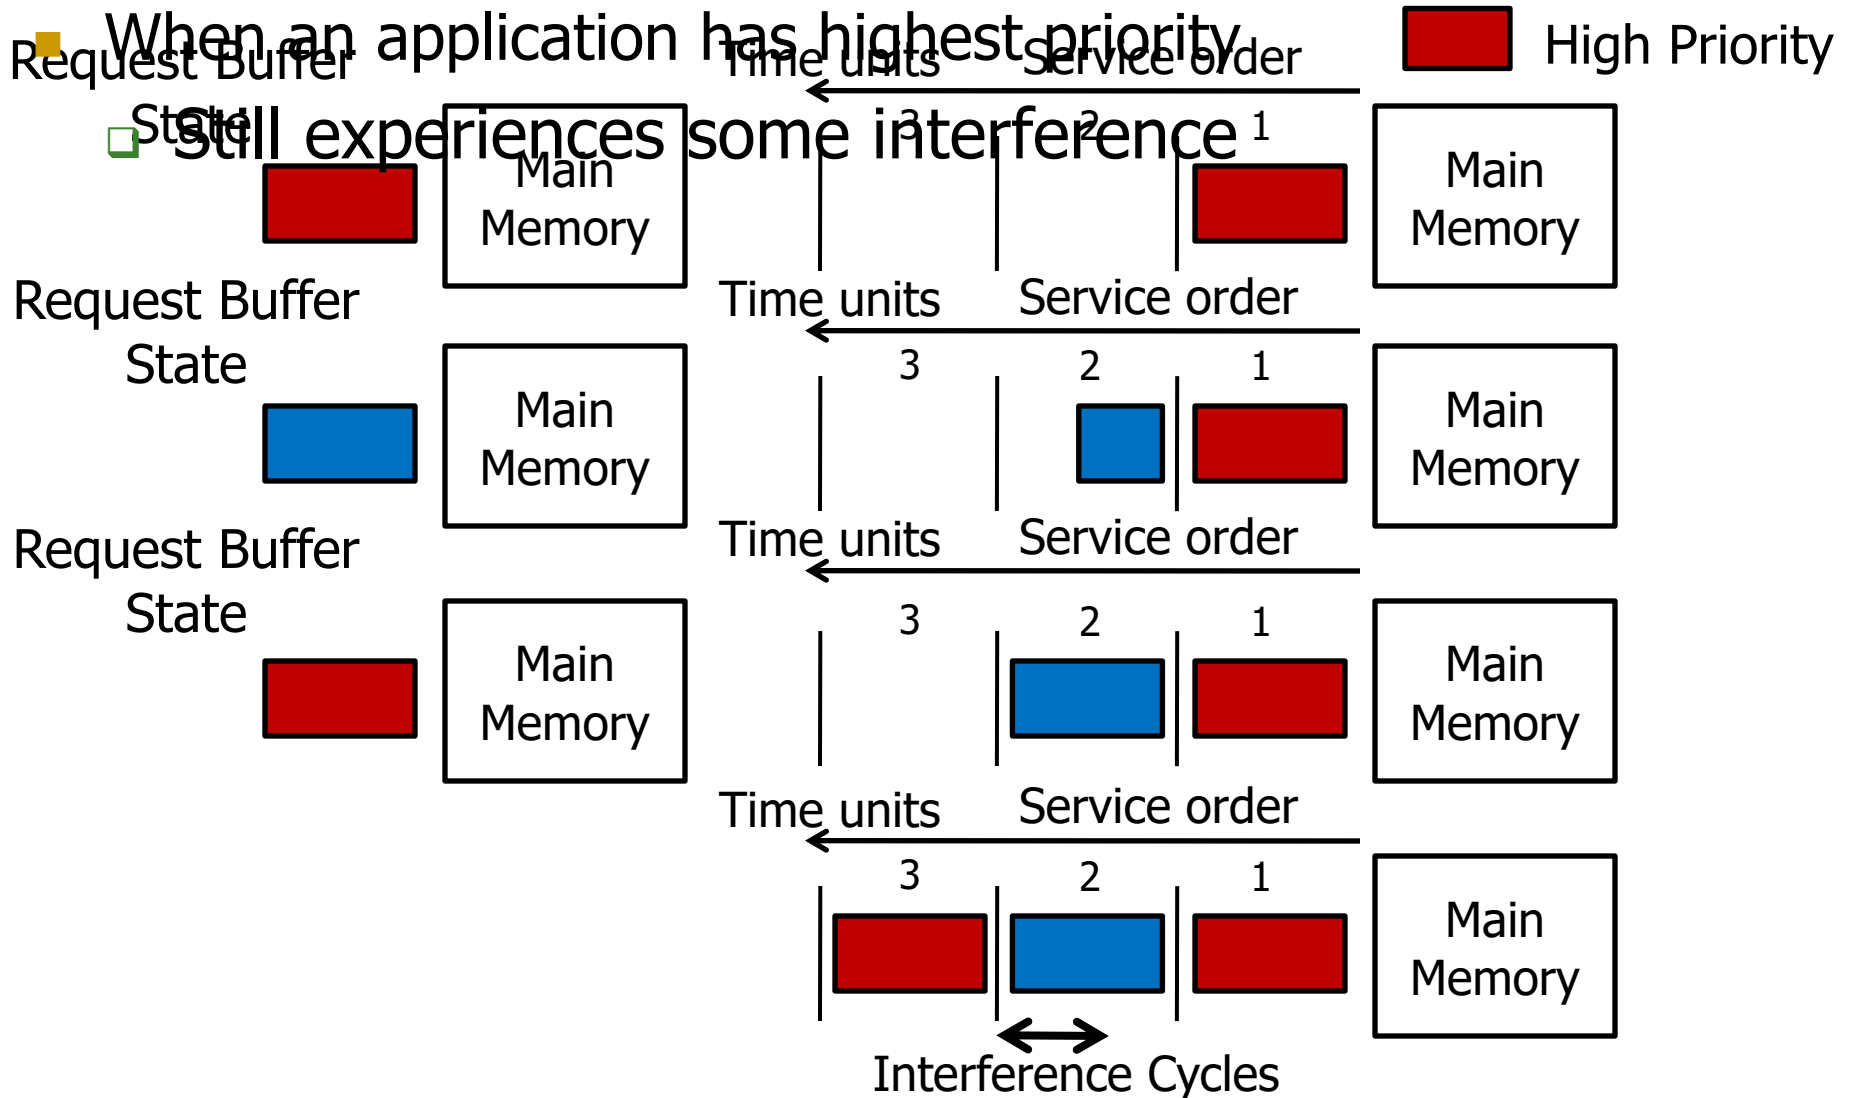 When an application has highest priority
High Priority
Still experiences some interference
Request Buffer
State
Time units
Service order
3
2
1
Main
Memory
Main
Memory
Request Buffer
State
Time units
Service order
3
2
1
Main
Memory
Main
Memory
Request Buffer
State
Time units
Service order
3
2
1
Main
Memory
Main
Memory
Time units
Service order
3
2
1
Main
Memory
Interference Cycles